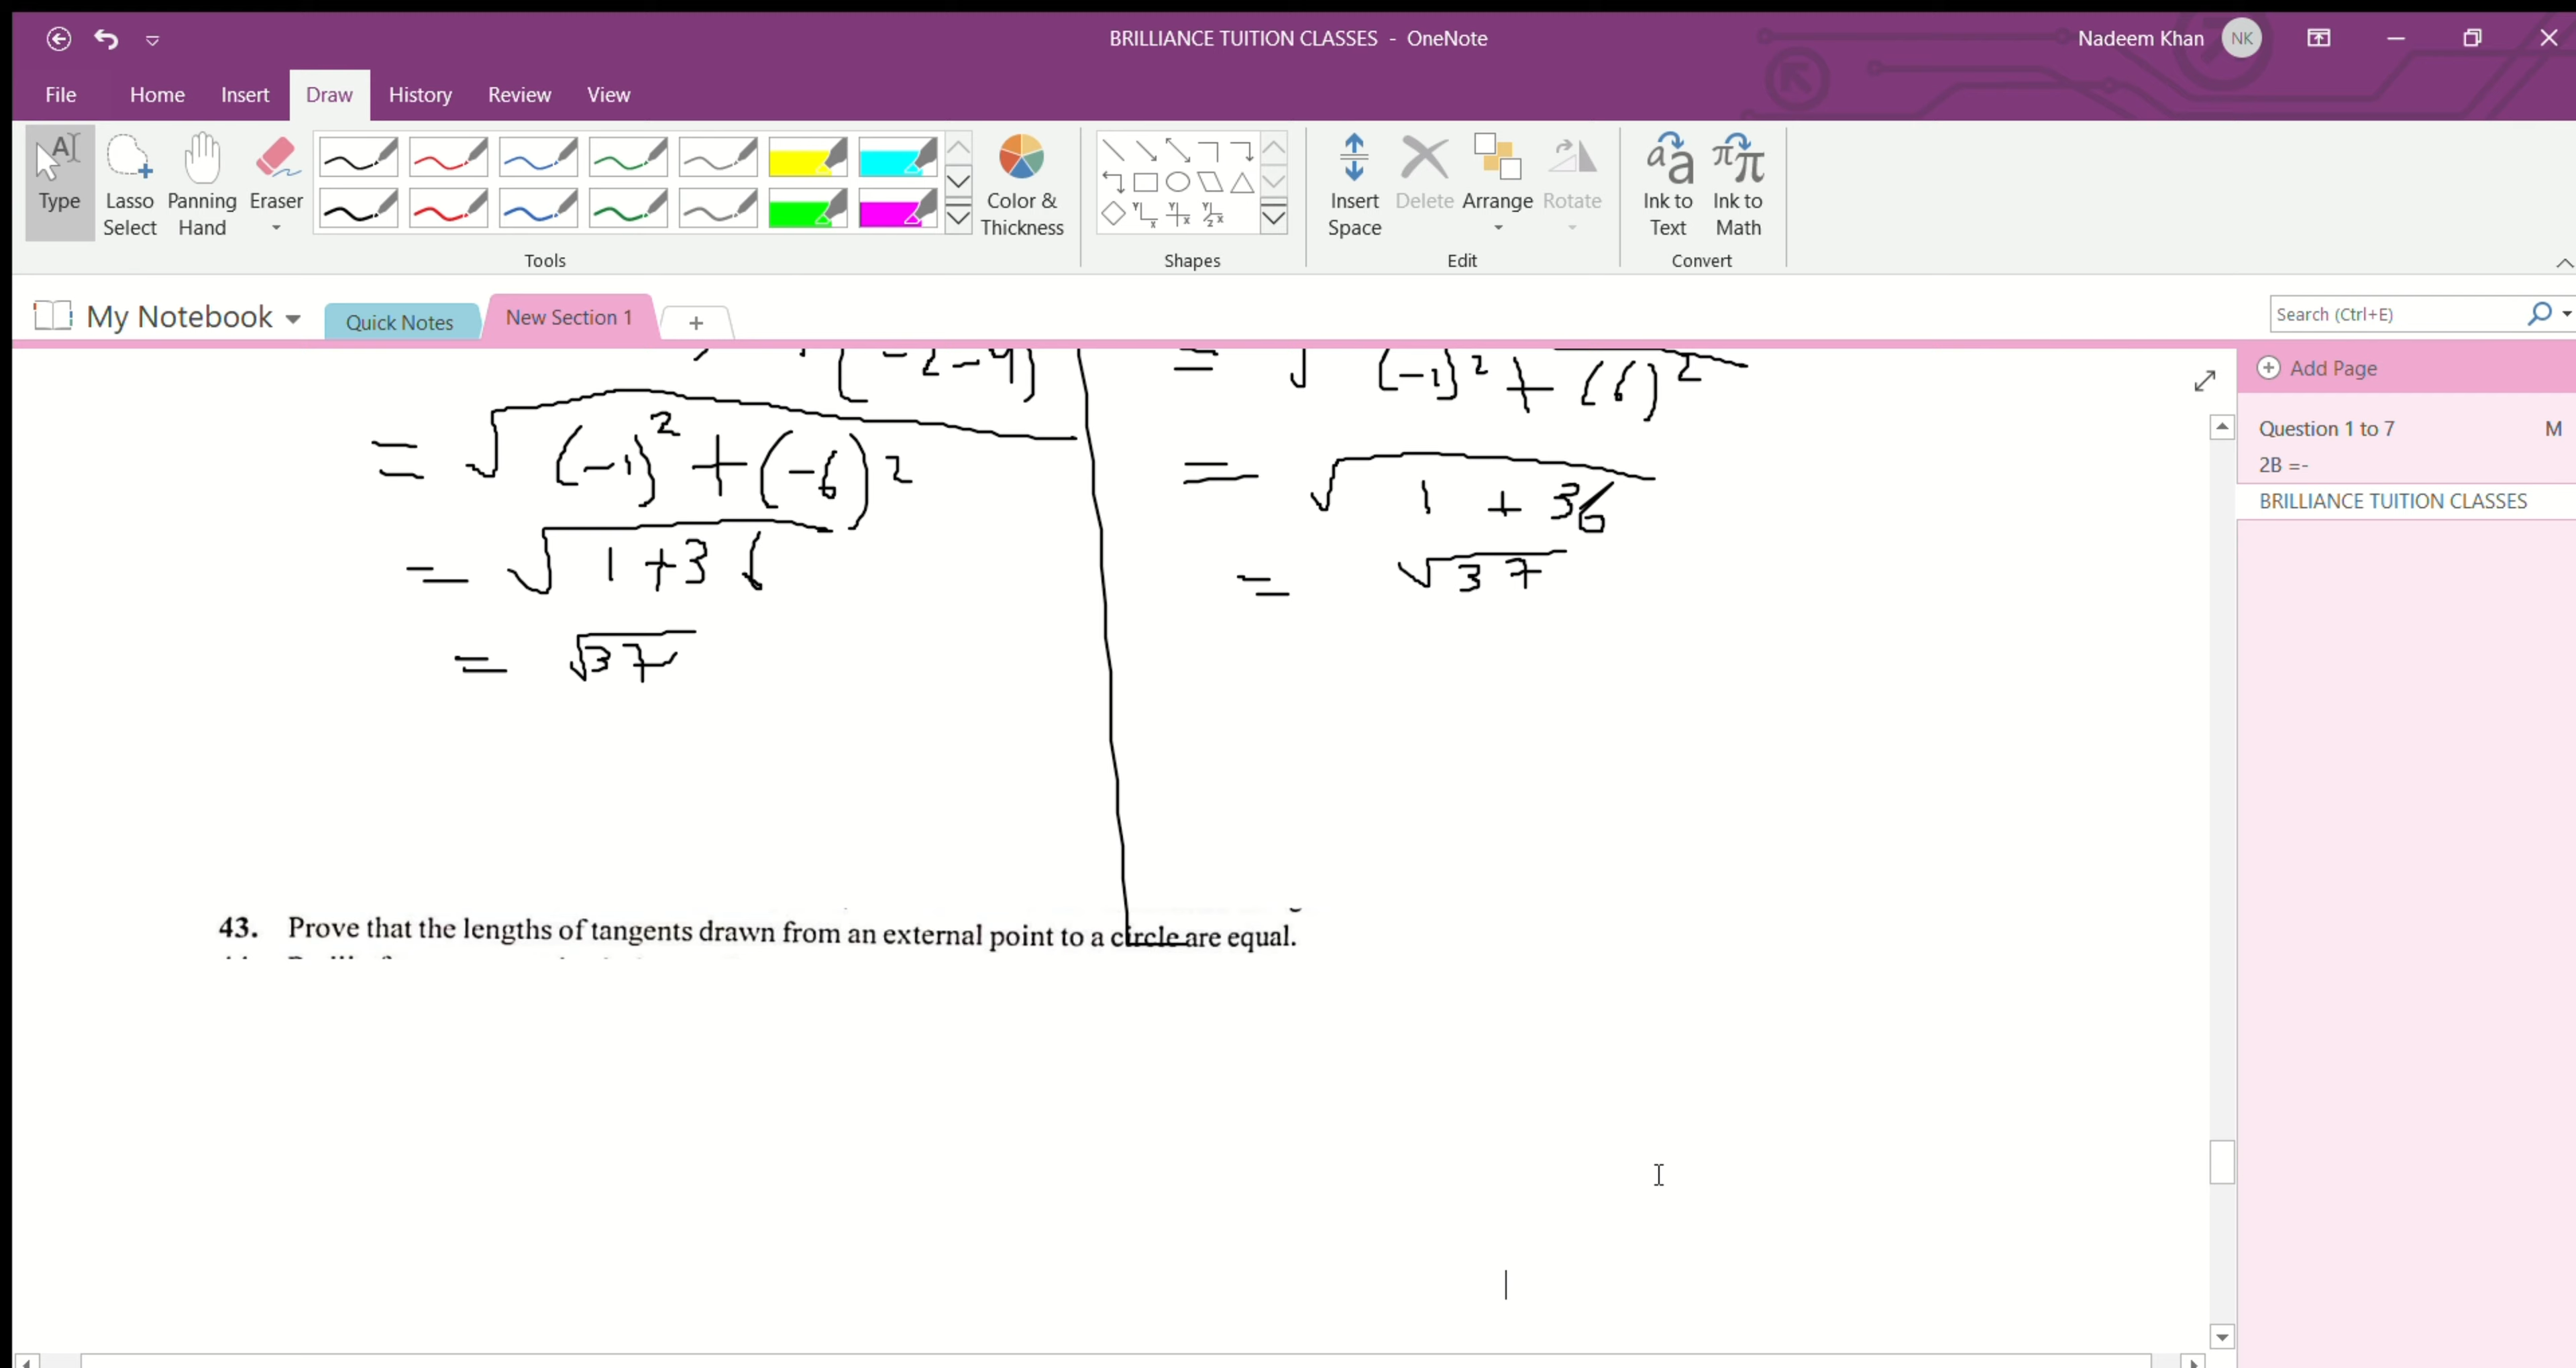 BRILLIANCE TUITION CLASSES - OneNote
Nadeem Khan NK
File Home Insert Draw History Review View
Type
Lasso Select
Panning Hand
Eraser
Color & Thickness
Insert Space
Delete
Arrange
Rotate
Ink to Text
Ink to Math
Tools
Shapes
Edit
Convert
My Notebook
Quick Notes
New Section 1
+
Search (Ctrl+E)
Add Page
Question 1 to 7 M
2B =-
BRILLIANCE TUITION CLASSES
(-2-4)
= √(-1)² + (-6)²
= √1+36
= √37
= √(-1)² + (6)²
= √1 + 36
= √37
43. Prove that the lengths of tangents drawn from an external point to a circle are equal.